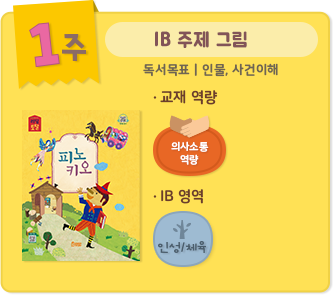 1주
IB 주제 그림
독서목표 | 인물, 사건이해
· 교재 역량
의사소통
역량
피노
키오
· IB 영역
인성/체육